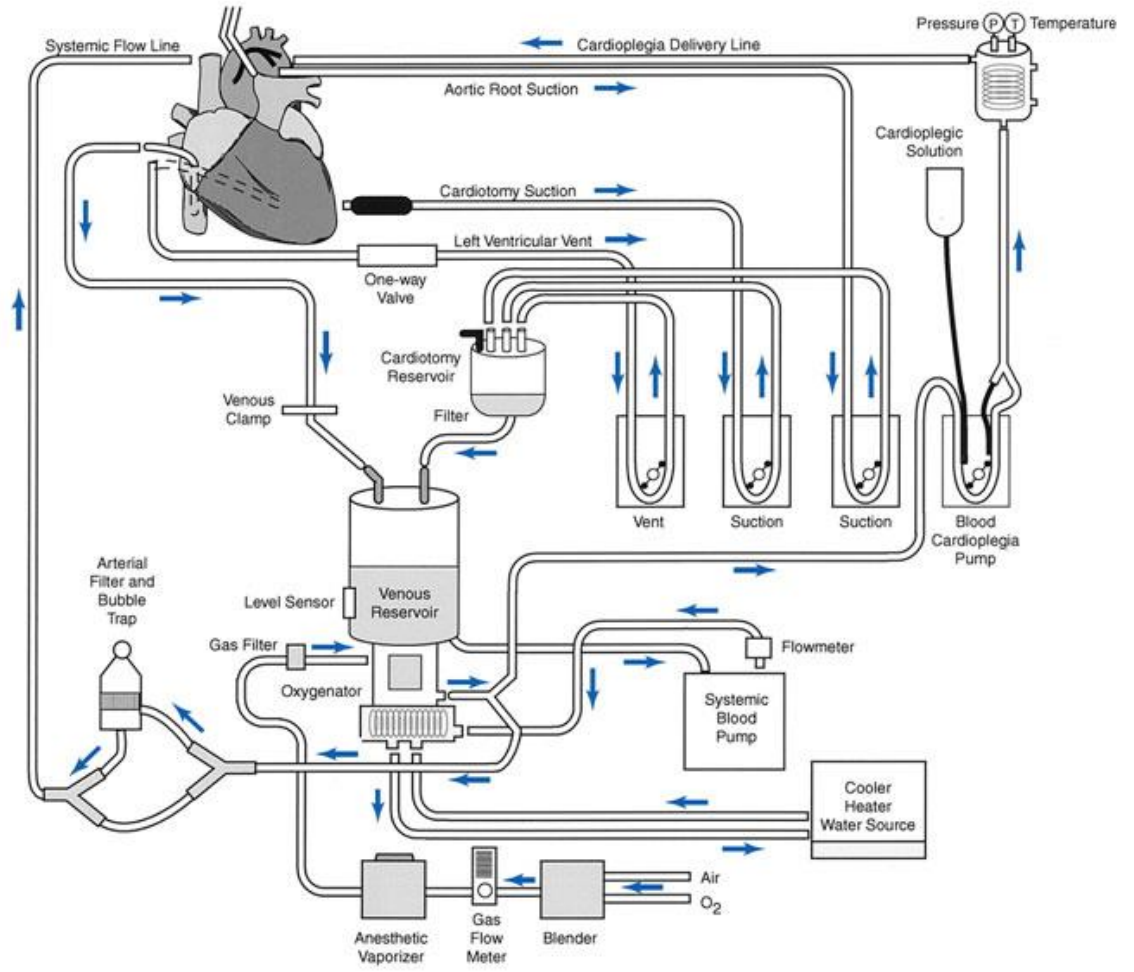 Pressure P T Temperature
Systemic Flow Line
Cardioplegia Delivery Line
Aortic Root Suction
Cardioplegic
Solution
Cardiotomy Suction
Left Ventricular Vent
One-way
Valve
Cardiotomy
Reservoir
Venous
Clamp
Filter
Vent
Suction
Suction
Blood
Cardioplegia
Pump
Arterial
Filter and
Bubble
Trap
Level Sensor
Venous
Reservoir
Gas Filter
Flowmeter
Oxygenator
Systemic
Blood
Pump
Cooler
Heater
Water Source
Air
O2
Anesthetic
Vaporizer
Gas
Flow
Meter
Blender